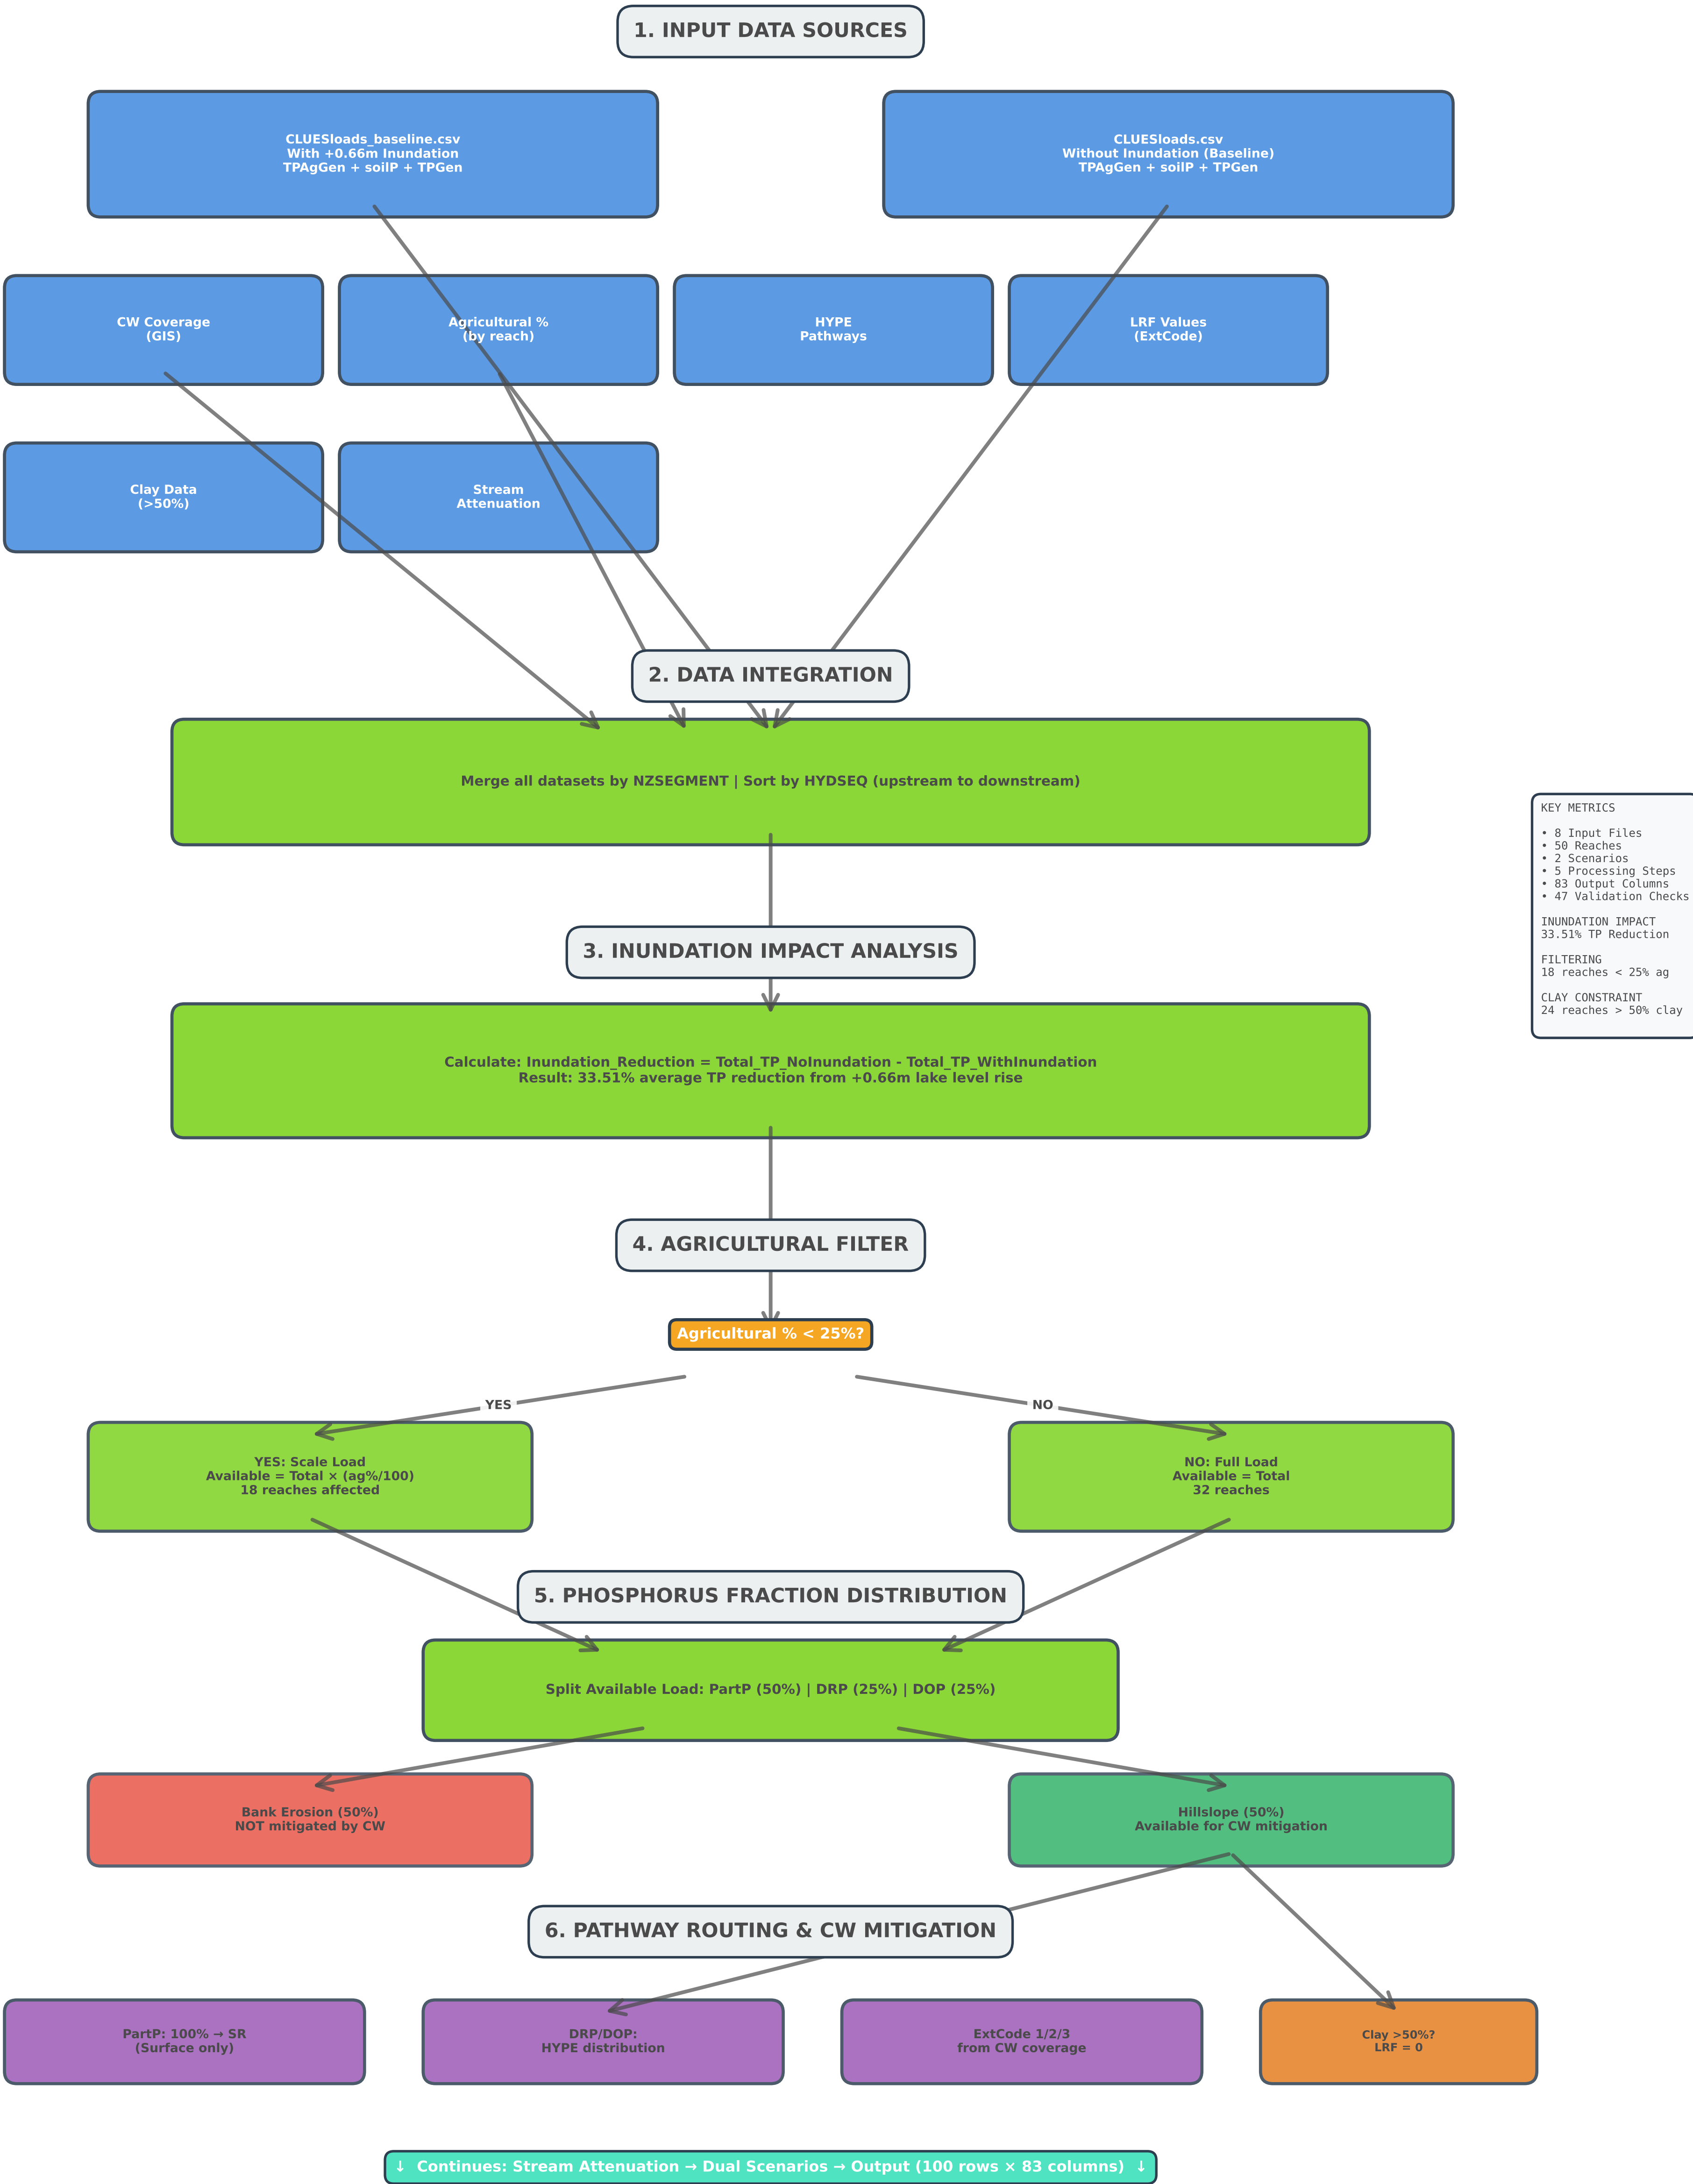 1. INPUT DATA SOURCES
CLUESloads_baseline.csv
With +0.66m Inundation
TPAgGen + soilP + TPGen
CLUESloads.csv
Without Inundation (Baseline)
TPAgGen + soilP + TPGen
CW Coverage
(GIS)
Agricultural %
(by reach)
HYPE
Pathways
LRF Values
(ExtCode)
Clay Data
(>50%)
Stream
Attenuation
2. DATA INTEGRATION
Merge all datasets by NZSEGMENT | Sort by HYDSEQ (upstream to downstream)
KEY METRICS
• 8 Input Files
• 50 Reaches
• 2 Scenarios
• 5 Processing Steps
• 83 Output Columns
• 47 Validation Checks
INUNDATION IMPACT
33.51% TP Reduction
FILTERING
18 reaches < 25% ag
CLAY CONSTRAINT
24 reaches > 50% clay
3. INUNDATION IMPACT ANALYSIS
Calculate: Inundation_Reduction = Total_TP_NoInundation - Total_TP_WithInundation
Result: 33.51% average TP reduction from +0.66m lake level rise
4. AGRICULTURAL FILTER
Agricultural % < 25%?
YES
NO
YES: Scale Load
Available = Total × (ag%/100)
18 reaches affected
NO: Full Load
Available = Total
32 reaches
5. PHOSPHORUS FRACTION DISTRIBUTION
Split Available Load: PartP (50%) | DRP (25%) | DOP (25%)
Bank Erosion (50%)
NOT mitigated by CW
Hillslope (50%)
Available for CW mitigation
6. PATHWAY ROUTING & CW MITIGATION
PartP: 100% → SR
(Surface only)
DRP/DOP:
HYPE distribution
ExtCode 1/2/3
from CW coverage
Clay >50%?
LRF = 0
↓ Continues: Stream Attenuation → Dual Scenarios → Output (100 rows × 83 columns) ↓